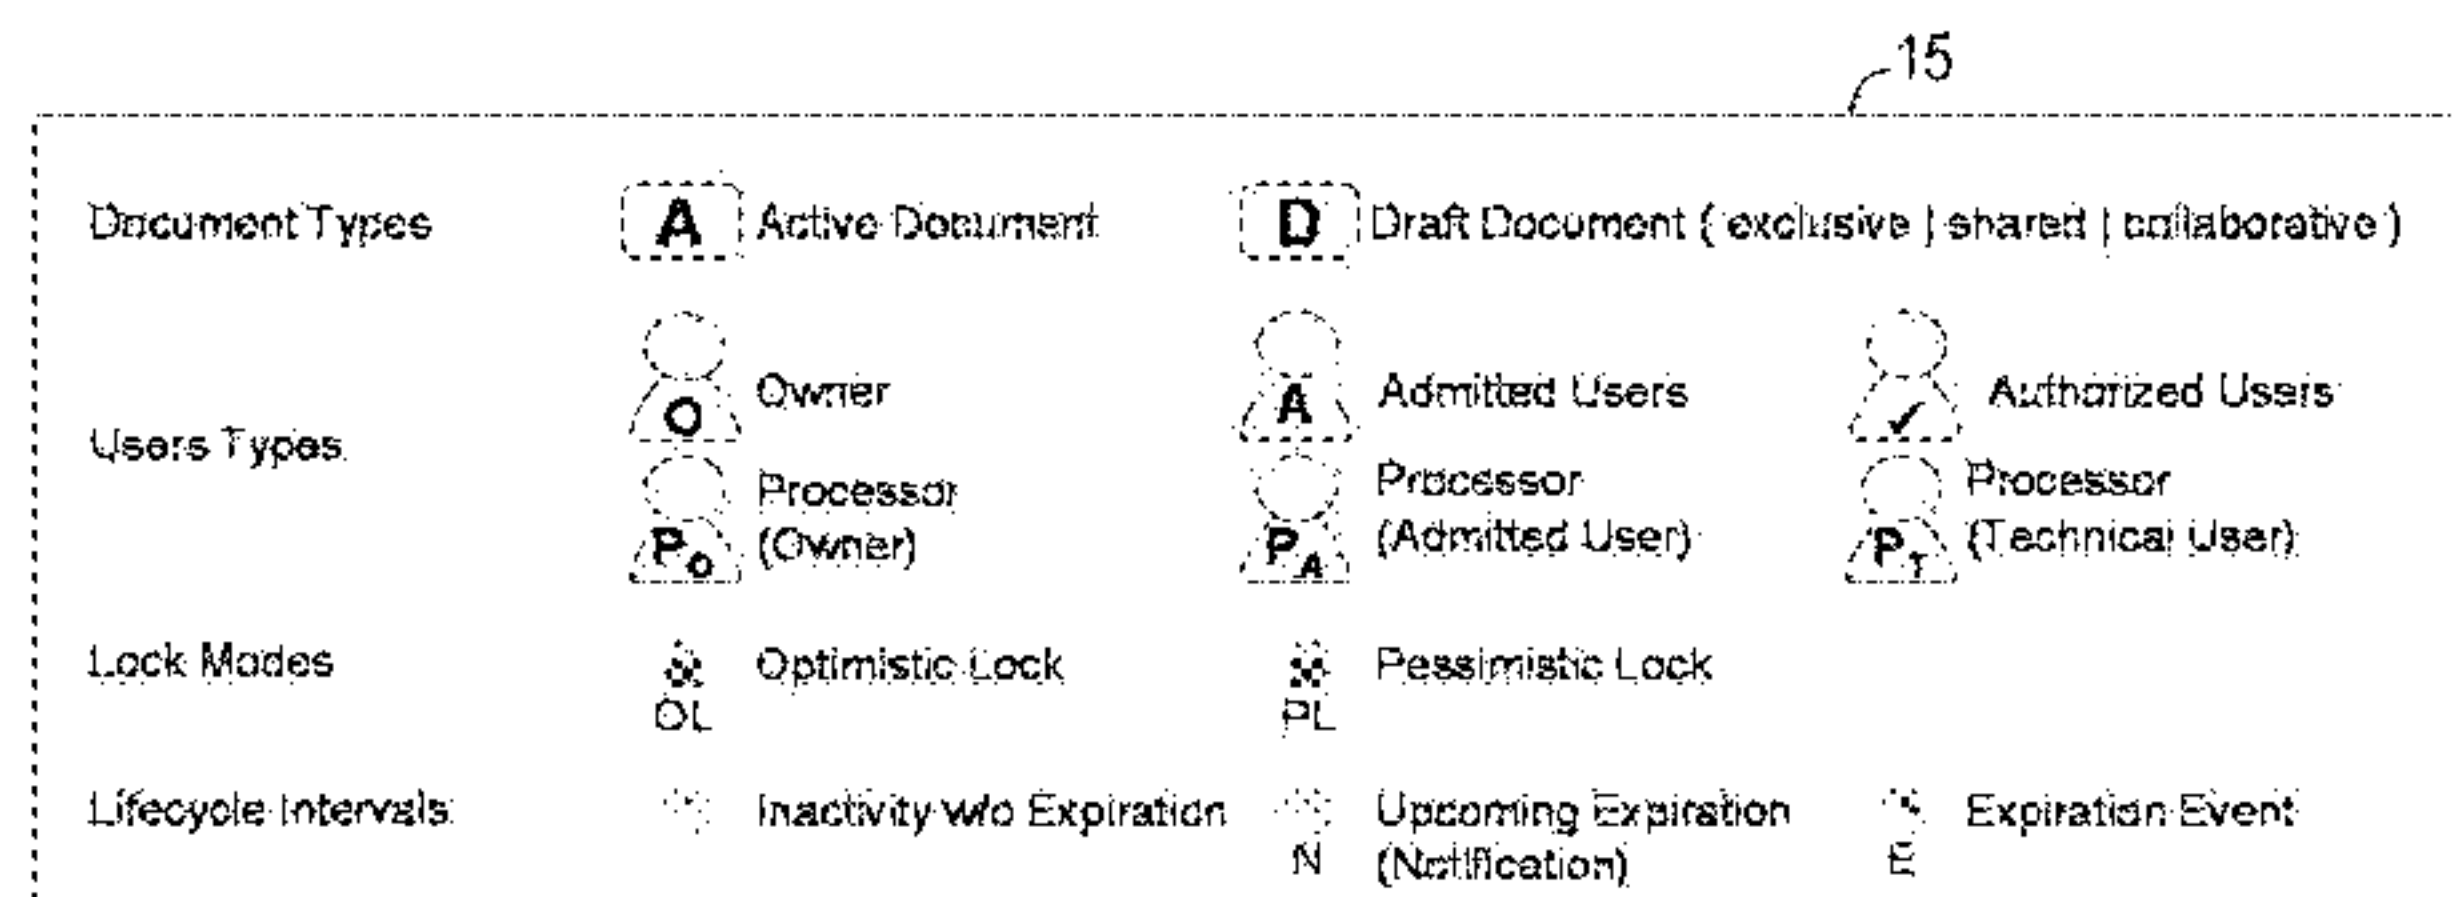 15
Document Types
A Active Document
D Draft Document ( exclusive | shared | collaborative )
Users Types
O Owner
A Admitted Users
✓ Authorized Users
PO Processor
(Owner)
PA Processor
(Admitted User)
PT Processor
(Technical User)
Lock Modes
Optimistic Lock
OL
Pessimistic Lock
PL
Lifecycle Intervals
Inactivity w/o Expiration
Upcoming Expiration
N (Notification)
Expiration Event
E